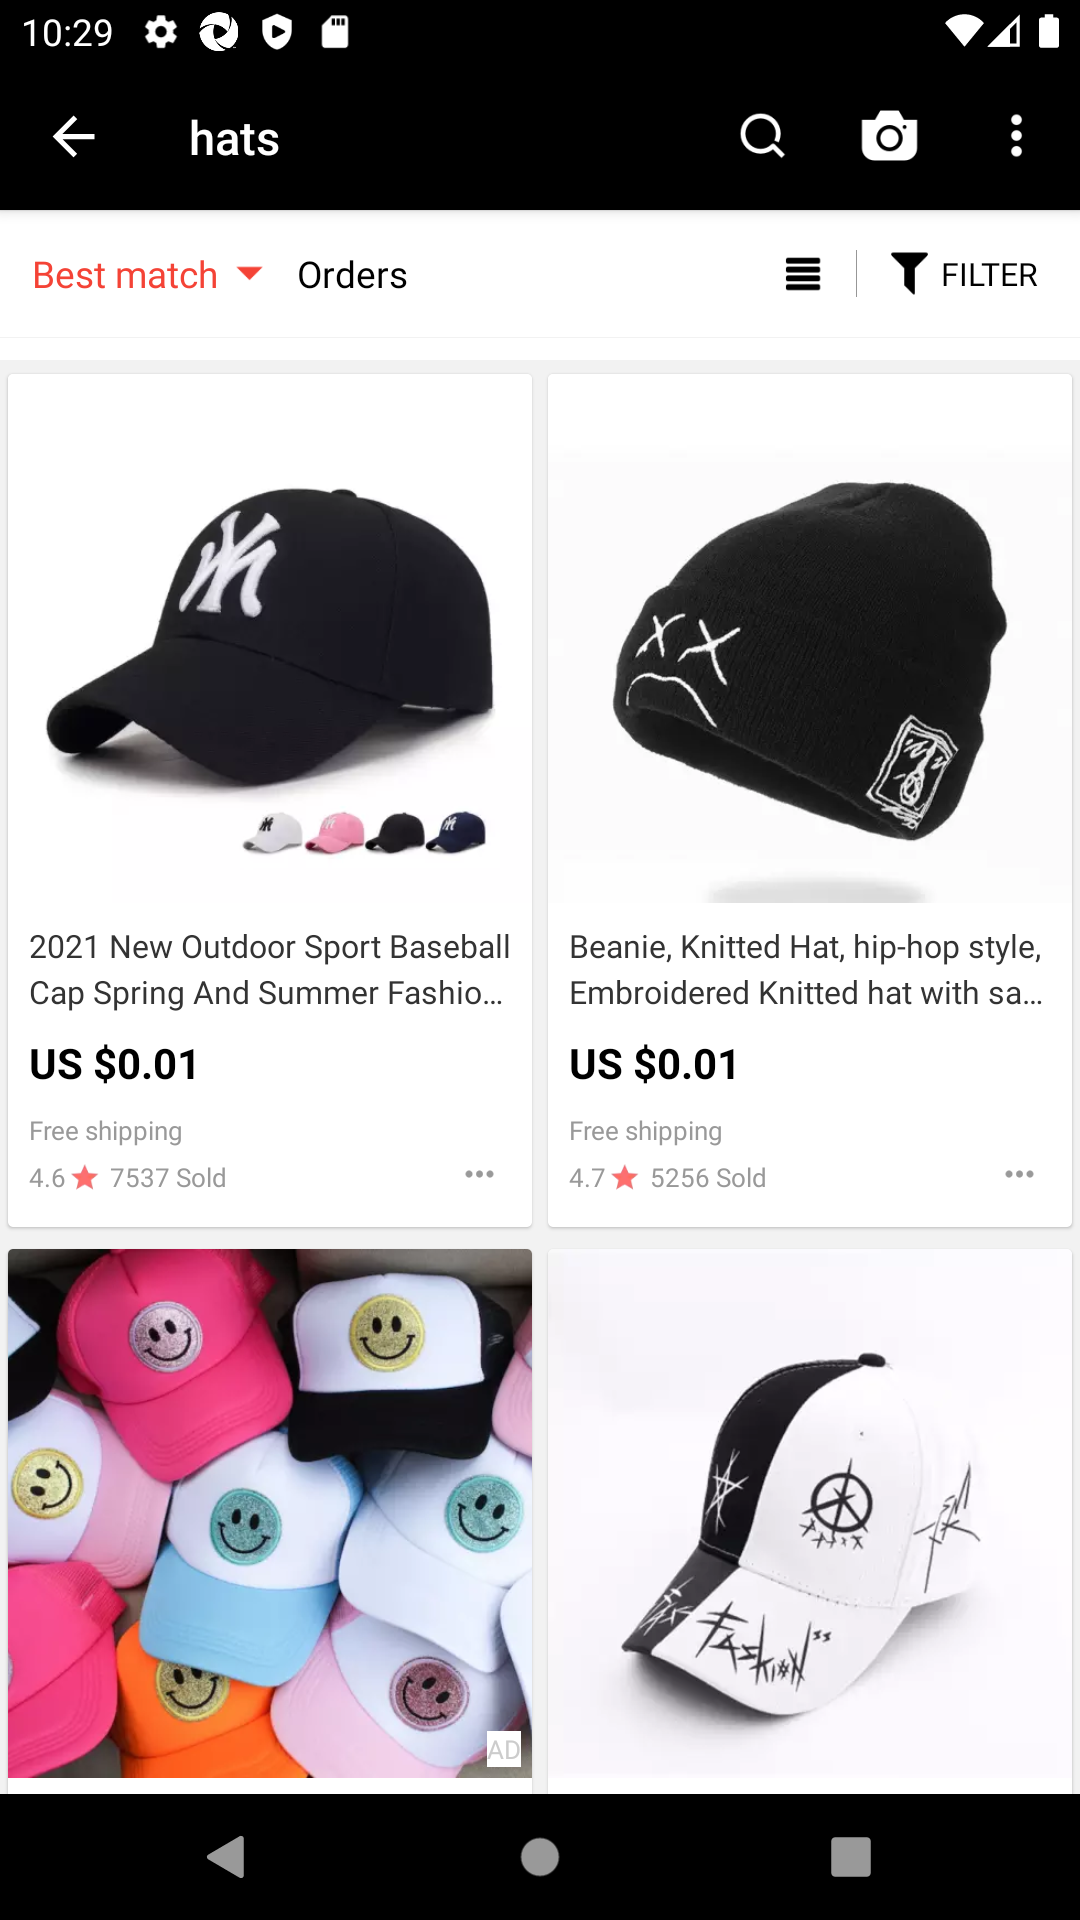 10:29
hats
Best match Orders FILTER
2021 New Outdoor Sport Baseball
Cap Spring And Summer Fashio...
US $0.01
Free shipping
4.6 7537 Sold
Beanie, Knitted Hat, hip-hop style,
Embroidered Knitted hat with sa...
US $0.01
Free shipping
4.7 5256 Sold
AD
FASHION